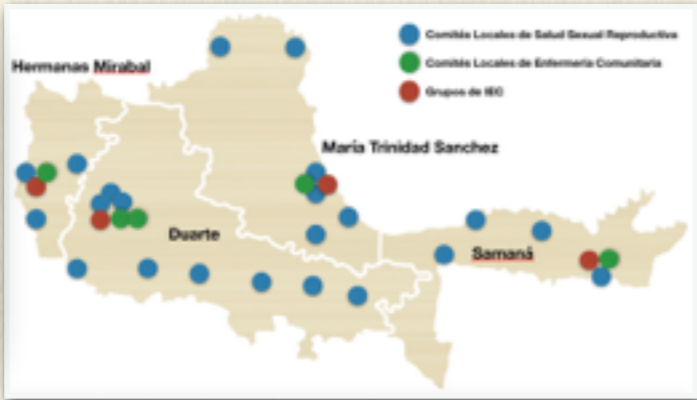 Comités Locales de Salud Sexual Reproductiva
Hermanas Mirabal
Comités Locales de Enfermería Comunitaria
Grupos de IEC
María Trinidad Sanchez
Duarte
Samaná